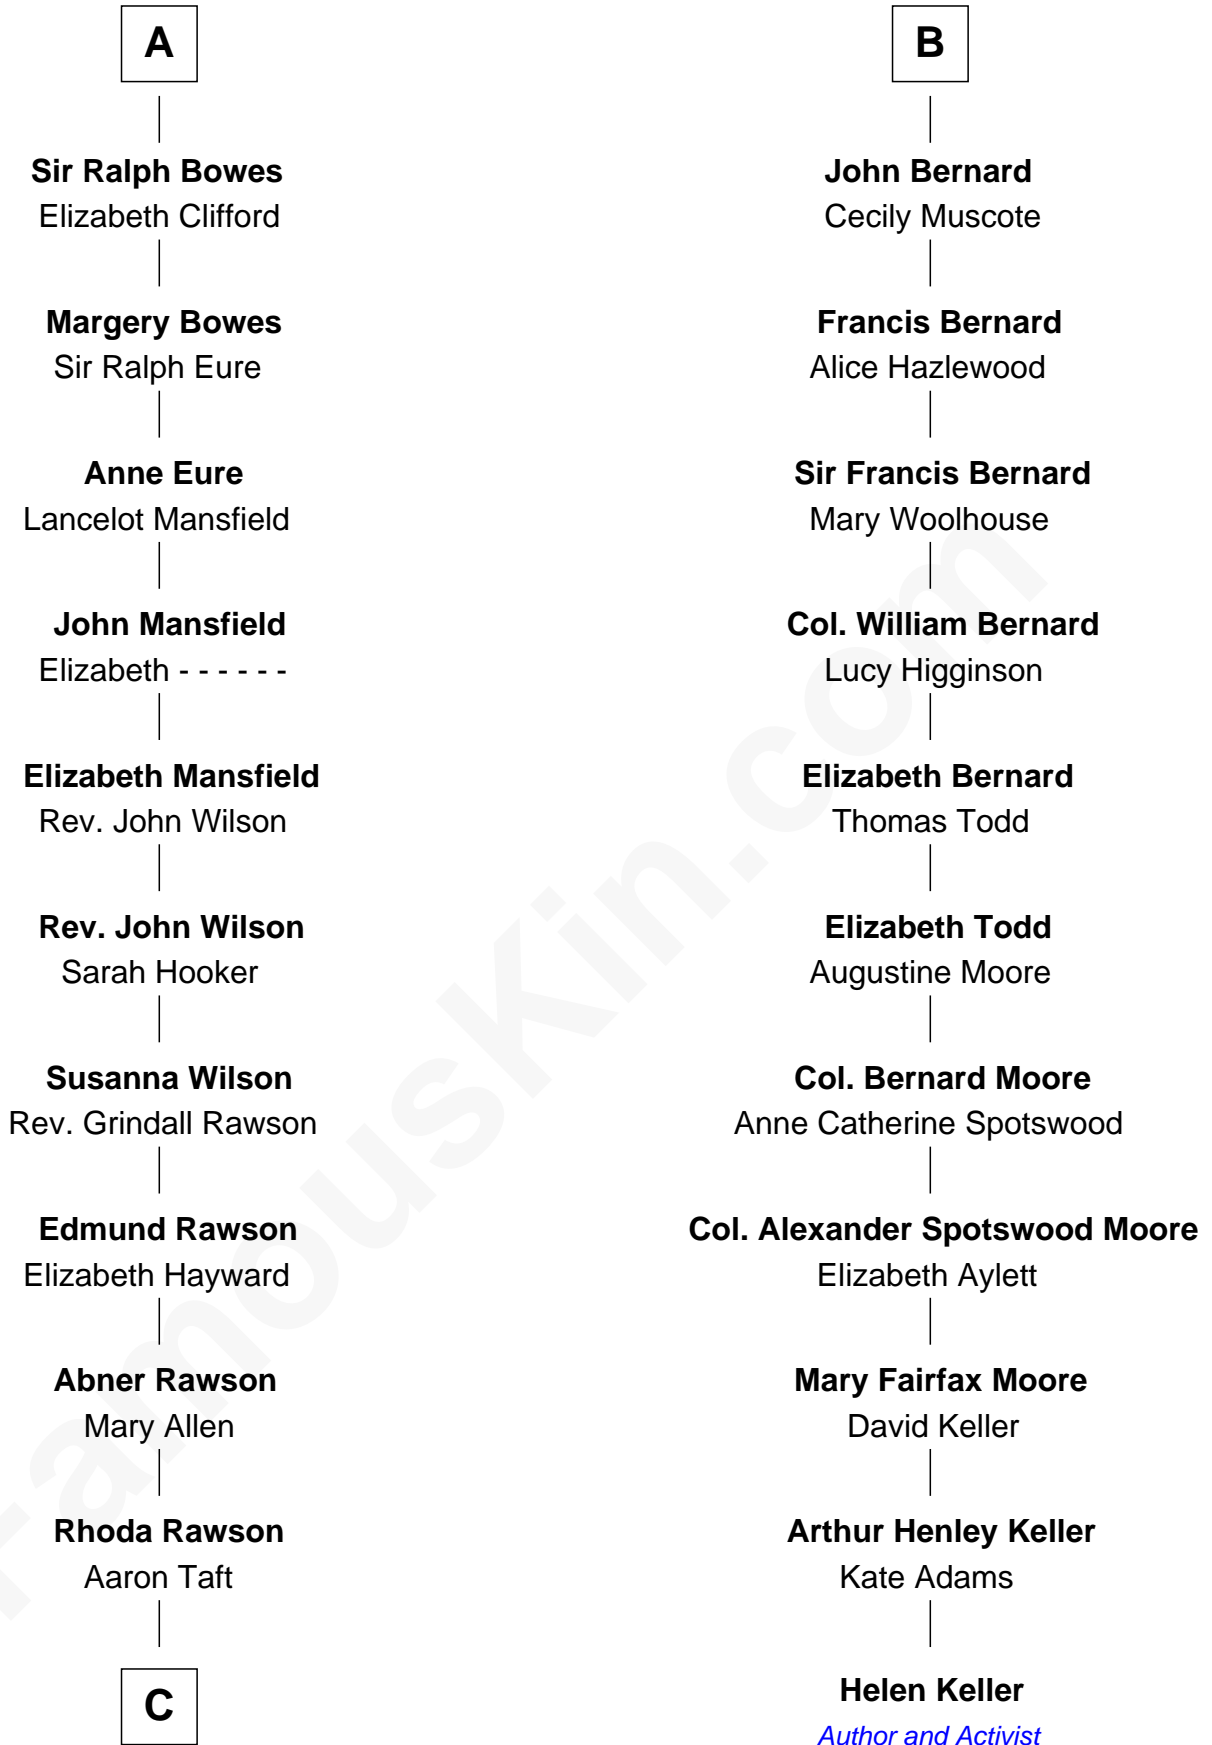 A
Sir Ralph Bowes
Elizabeth Clifford
Margery Bowes
Sir Ralph Eure
Anne Eure
Lancelot Mansfield
John Mansfield
Elizabeth - - - - - -
Elizabeth Mansfield
Rev. John Wilson
Rev. John Wilson
Sarah Hooker
Susanna Wilson
Rev. Grindall Rawson
Edmund Rawson
Elizabeth Hayward
Abner Rawson
Mary Allen
Rhoda Rawson
Aaron Taft
C
B
John Bernard
Cecily Muscote
Francis Bernard
Alice Hazlewood
Sir Francis Bernard
Mary Woolhouse
Col. William Bernard
Lucy Higginson
Elizabeth Bernard
Thomas Todd
Elizabeth Todd
Augustine Moore
Col. Bernard Moore
Anne Catherine Spotswood
Col. Alexander Spotswood Moore
Elizabeth Aylett
Mary Fairfax Moore
David Keller
Arthur Henley Keller
Kate Adams
Helen Keller
Author and Activist
FamousKin.com